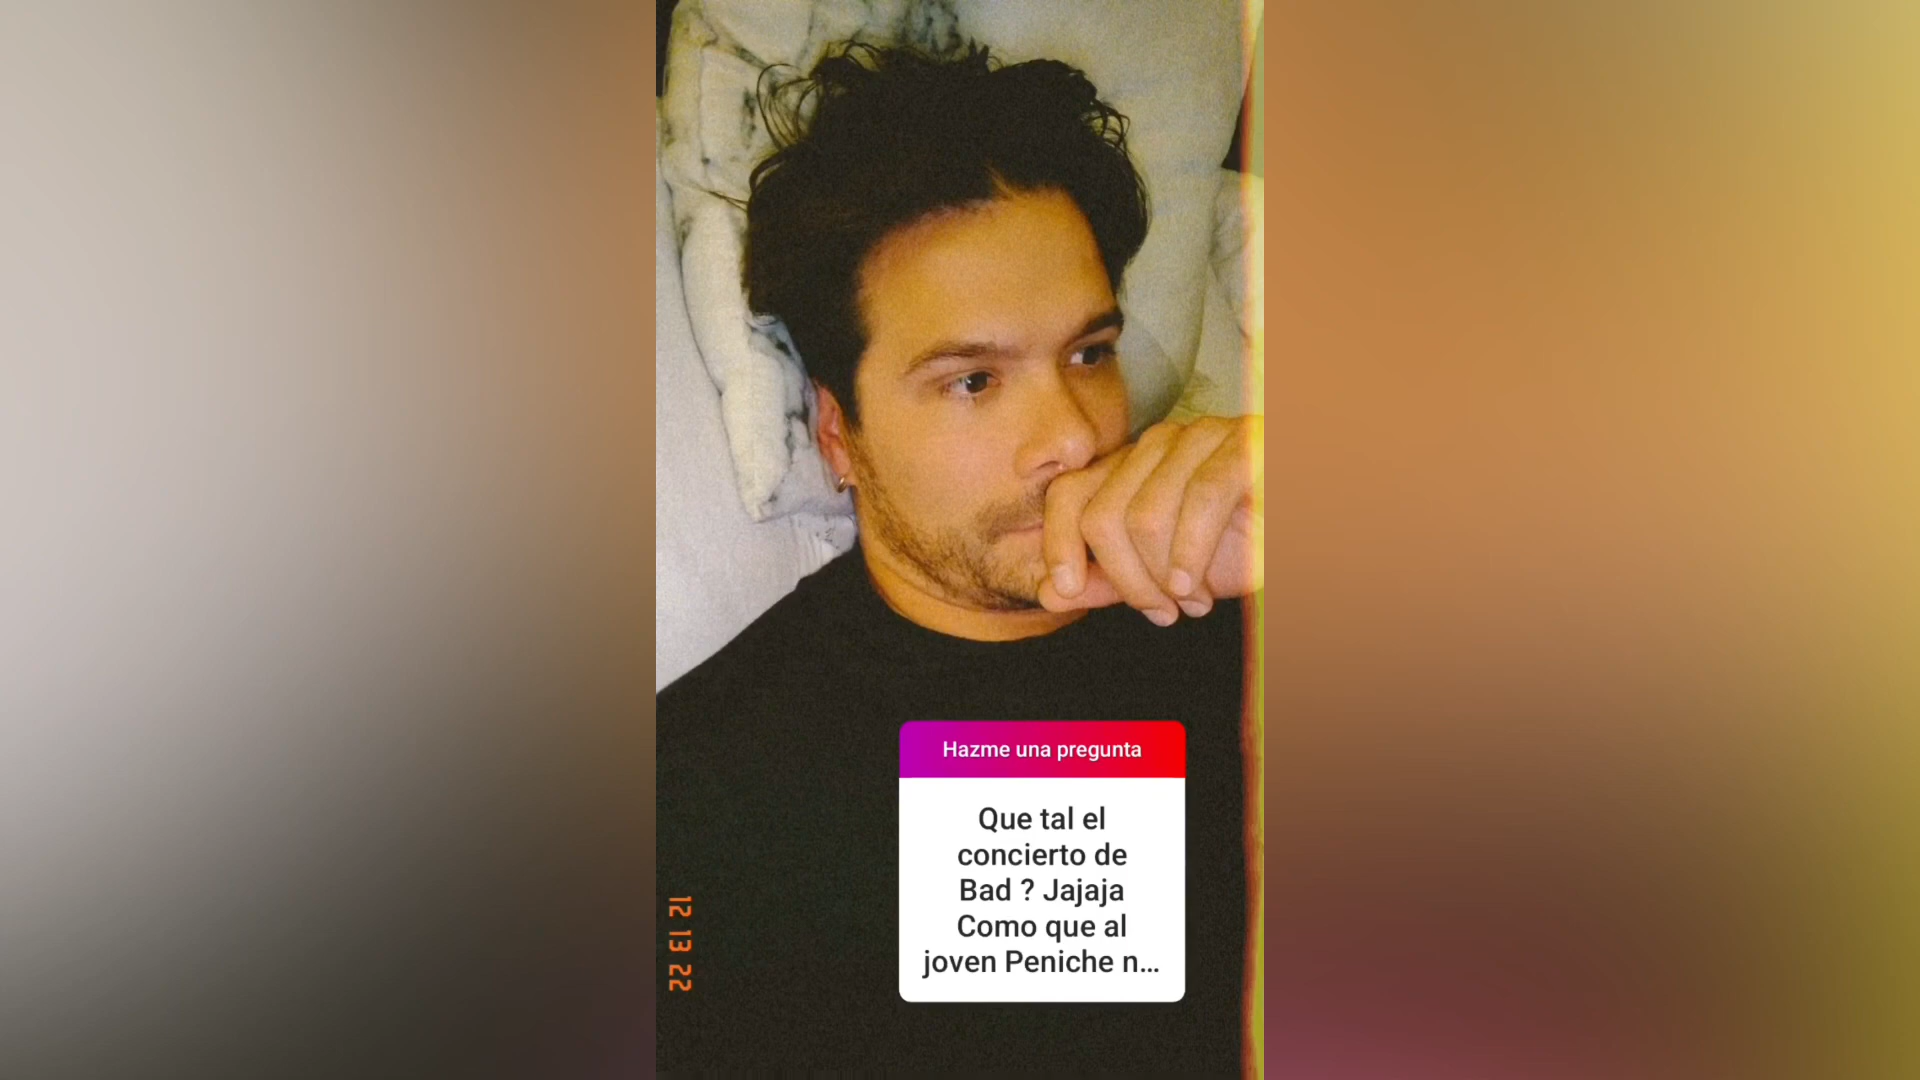 Hazme una pregunta
Que tal el
concierto de
Bad ? Jajaja
Como que al
joven Peniche n...
12 13 22